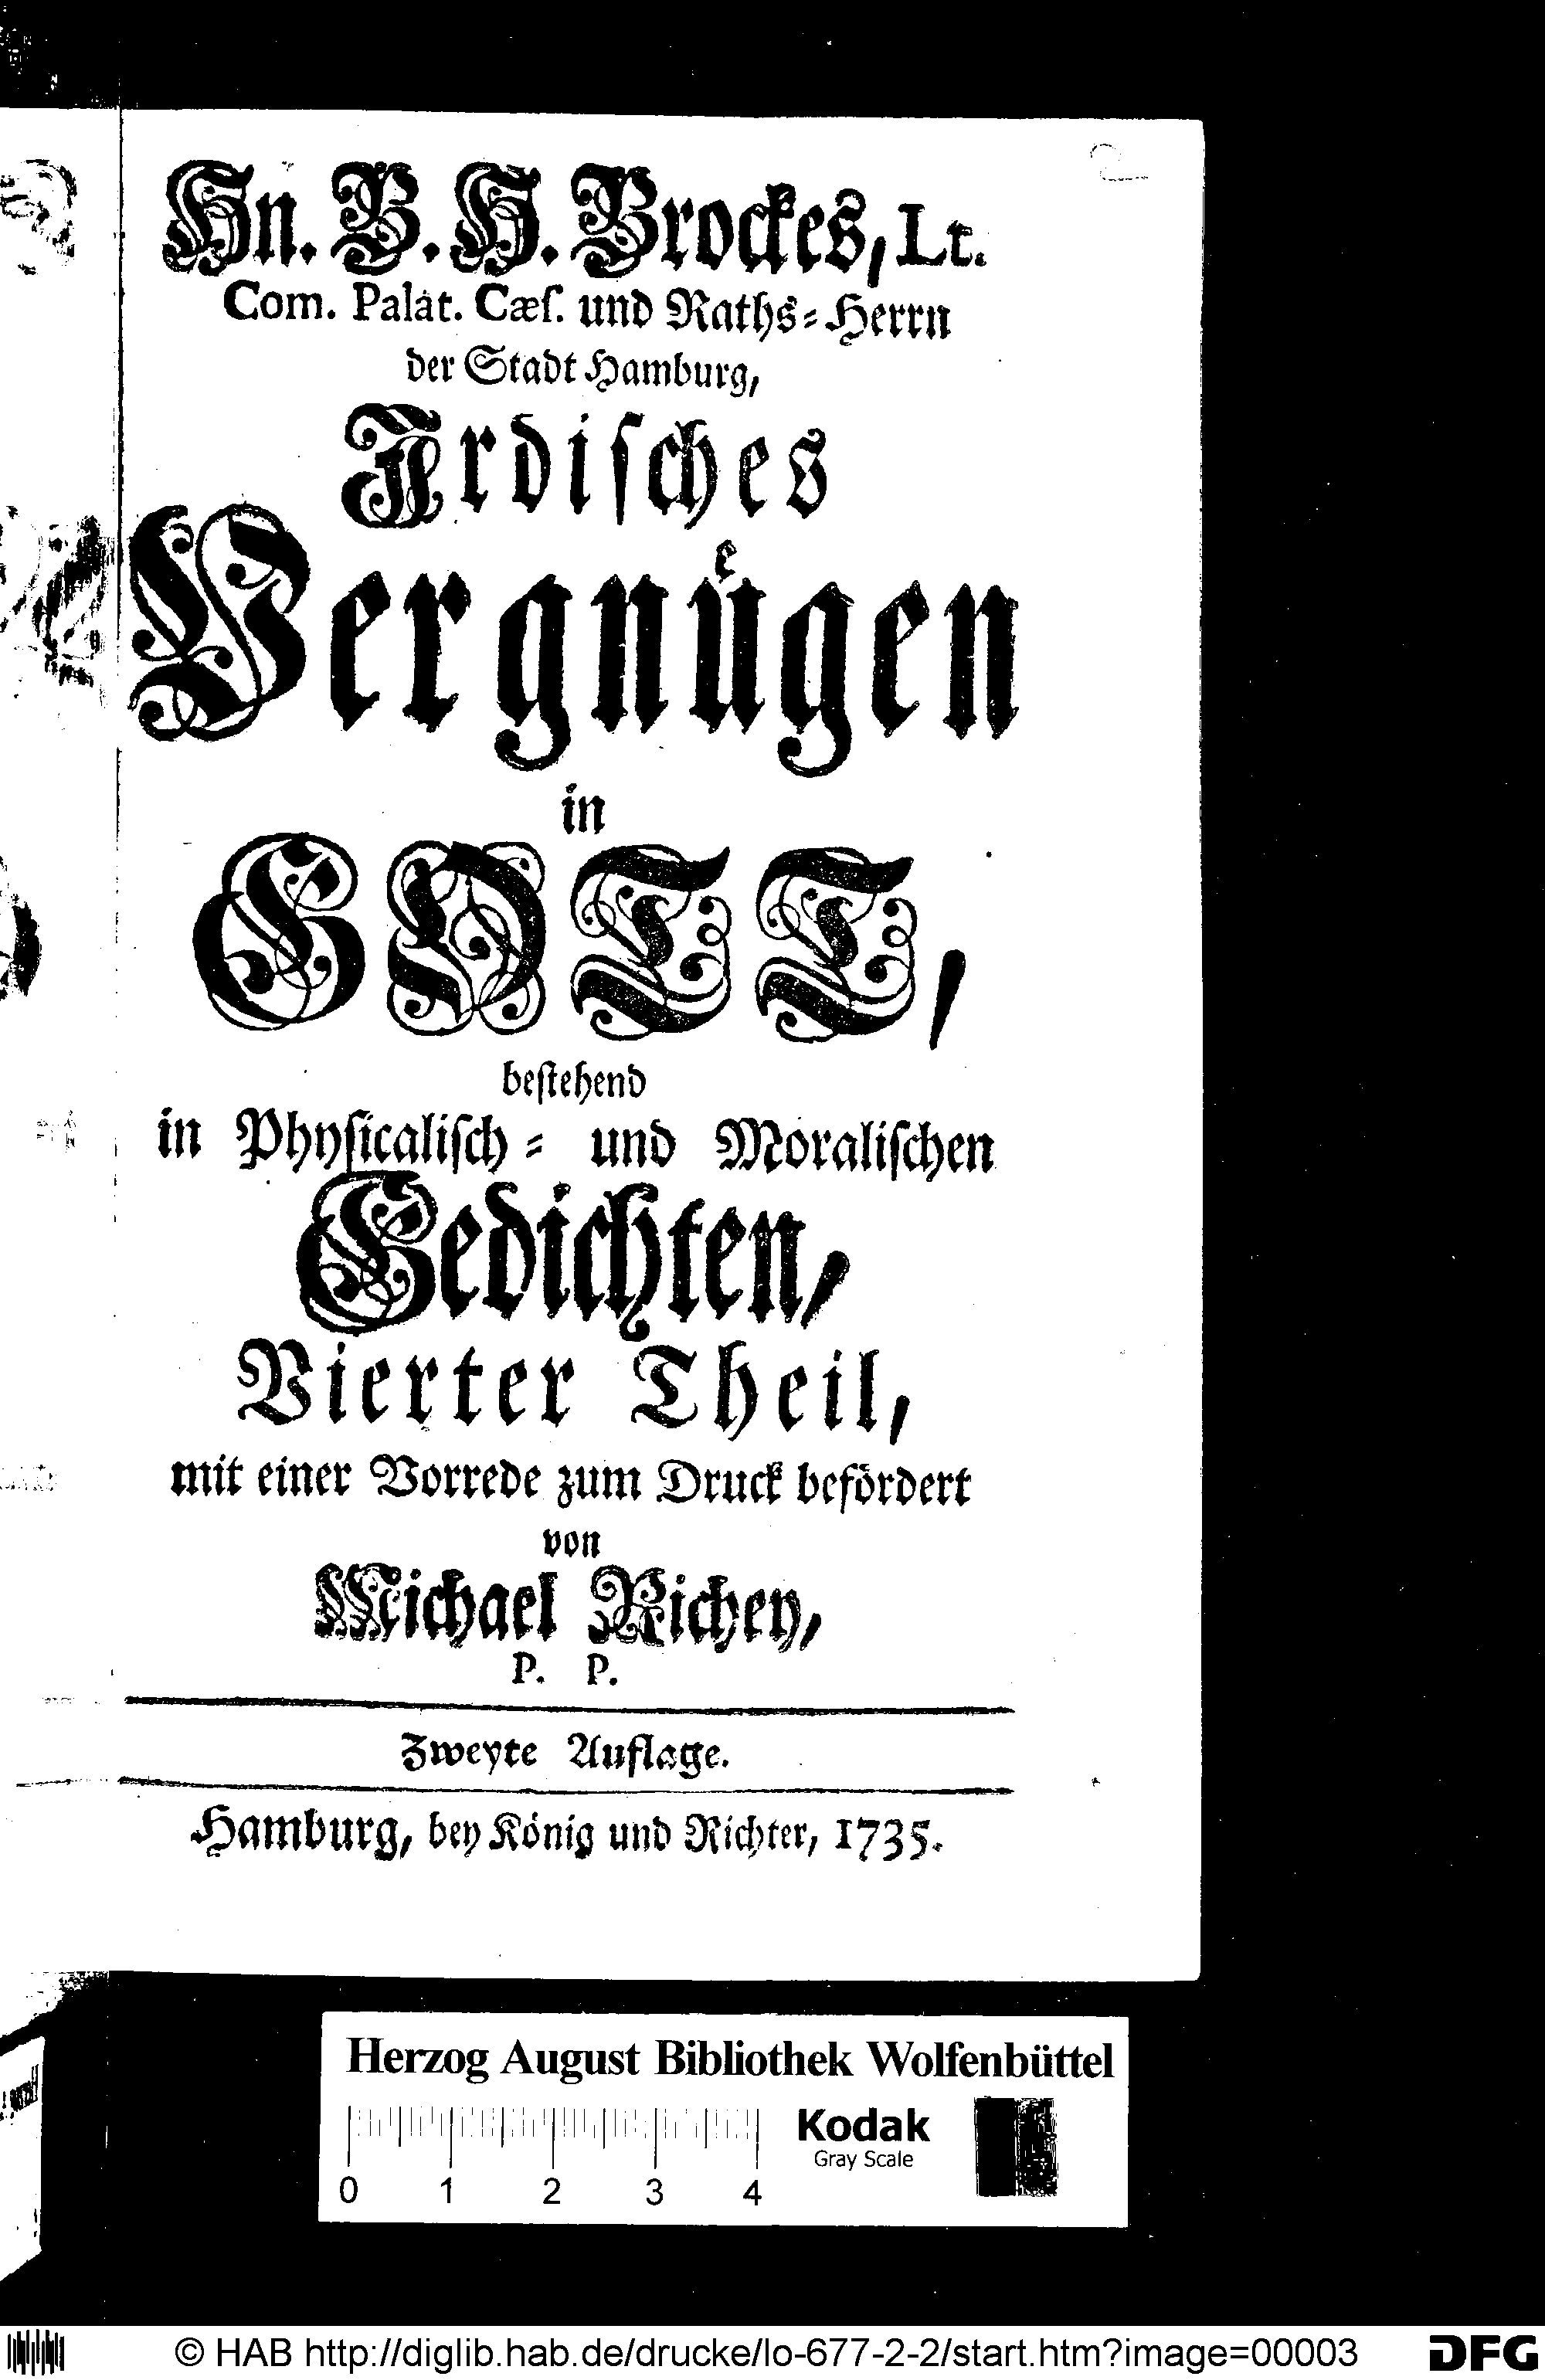 Hn. B. H. Brockes, Lt.
Com. Palat. Cæſ. und Raths⸗Herrn
der Stadt Hamburg,
Irdiſches
Vergnuͤgen
in
GOTT,
beſtehend
in Phyſicaliſch⸗ und Moraliſchen
Gedichten,
Vierter Theil,
mit einer Vorrede zum Druck befördert
von
Michael Richey,
P. P.
Zweyte Auflage.
Hamburg, bey König und Richter, 1735.
Herzog August Bibliothek Wolfenbüttel
Kodak
Gray Scale
0 1 2 3 4
© HAB http://diglib.hab.de/drucke/lo-677-2-2/start.htm?image=00003
DFG